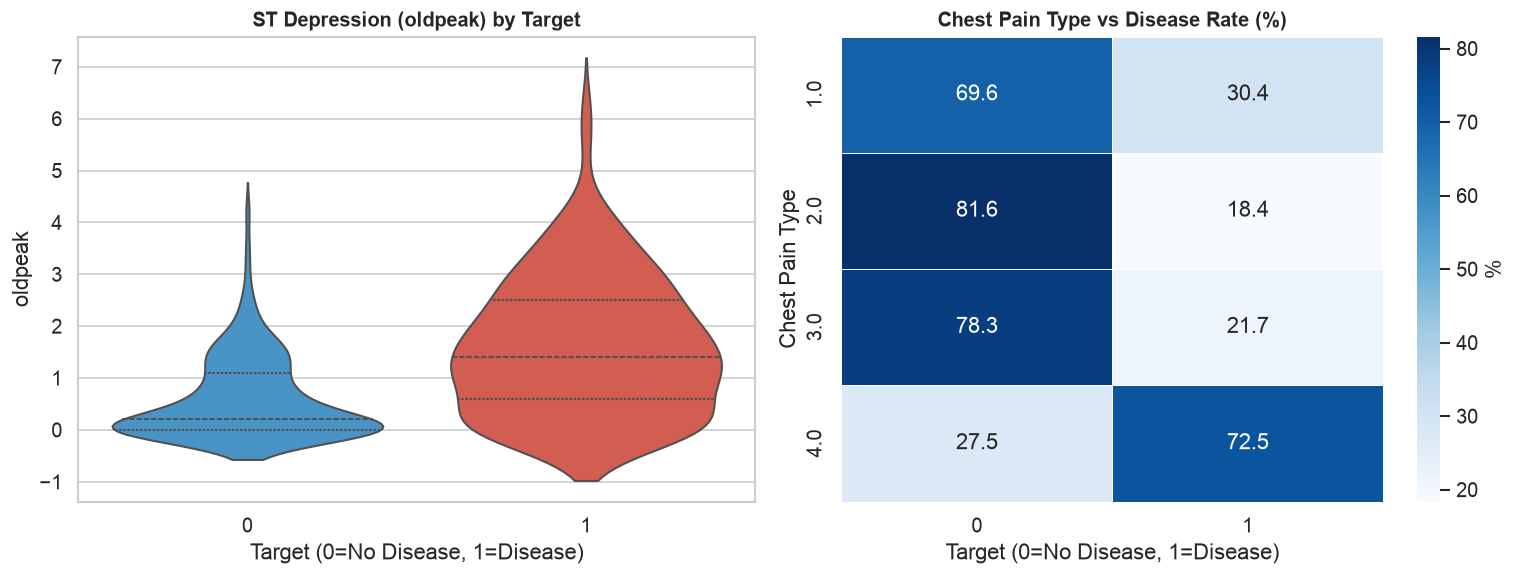 ST Depression (oldpeak) by Target
oldpeak
7
6
5
4
3
2
1
0
−1
0 1
Target (0=No Disease, 1=Disease)
Chest Pain Type vs Disease Rate (%)
Chest Pain Type
1.0 69.6 30.4
2.0 81.6 18.4
3.0 78.3 21.7
4.0 27.5 72.5
0 1
Target (0=No Disease, 1=Disease)
80
70
60
50
40
30
20
%